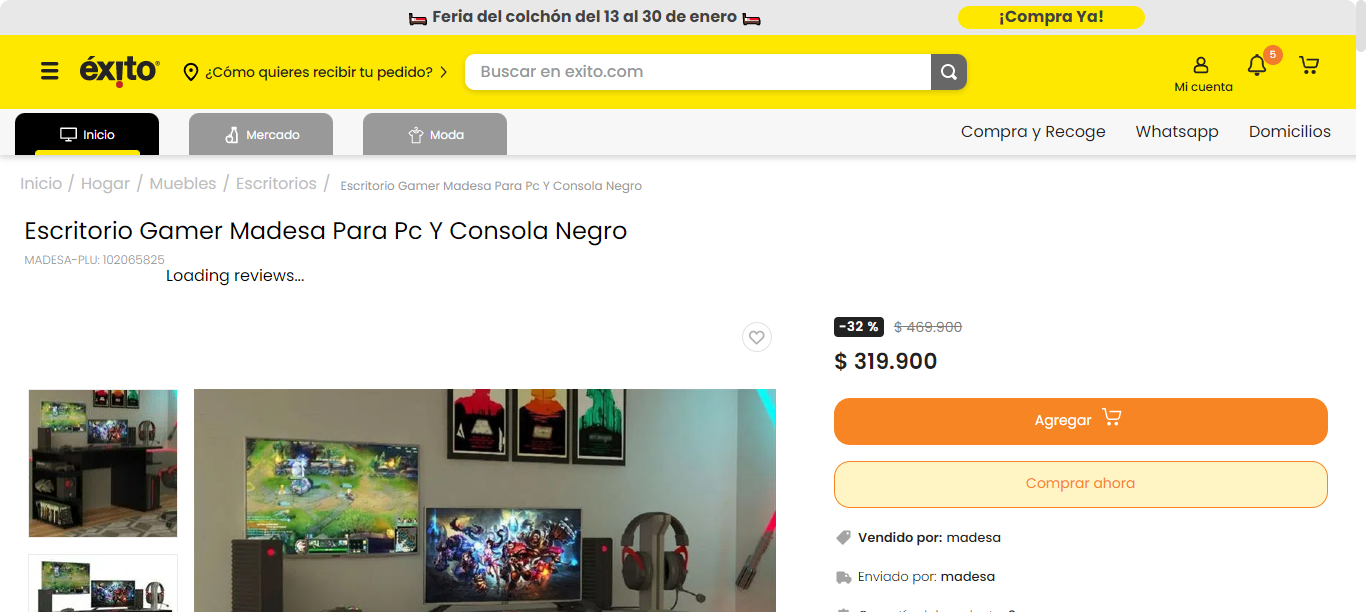 Feria del colchón del 13 al 30 de enero
¡Compra Ya!
éxito
¿Cómo quieres recibir tu pedido?
Buscar en exito.com
5
Mi cuenta
Inicio
Mercado
Moda
Compra y Recoge
Whatsapp
Domicilios
Inicio / Hogar / Muebles / Escritorios / Escritorio Gamer Madesa Para Pc Y Consola Negro
Escritorio Gamer Madesa Para Pc Y Consola Negro
MADESA-PLU: 102065825
Loading reviews...
-32 % $ 469.900
$ 319.900
Agregar
Comprar ahora
Vendido por: madesa
Enviado por: madesa